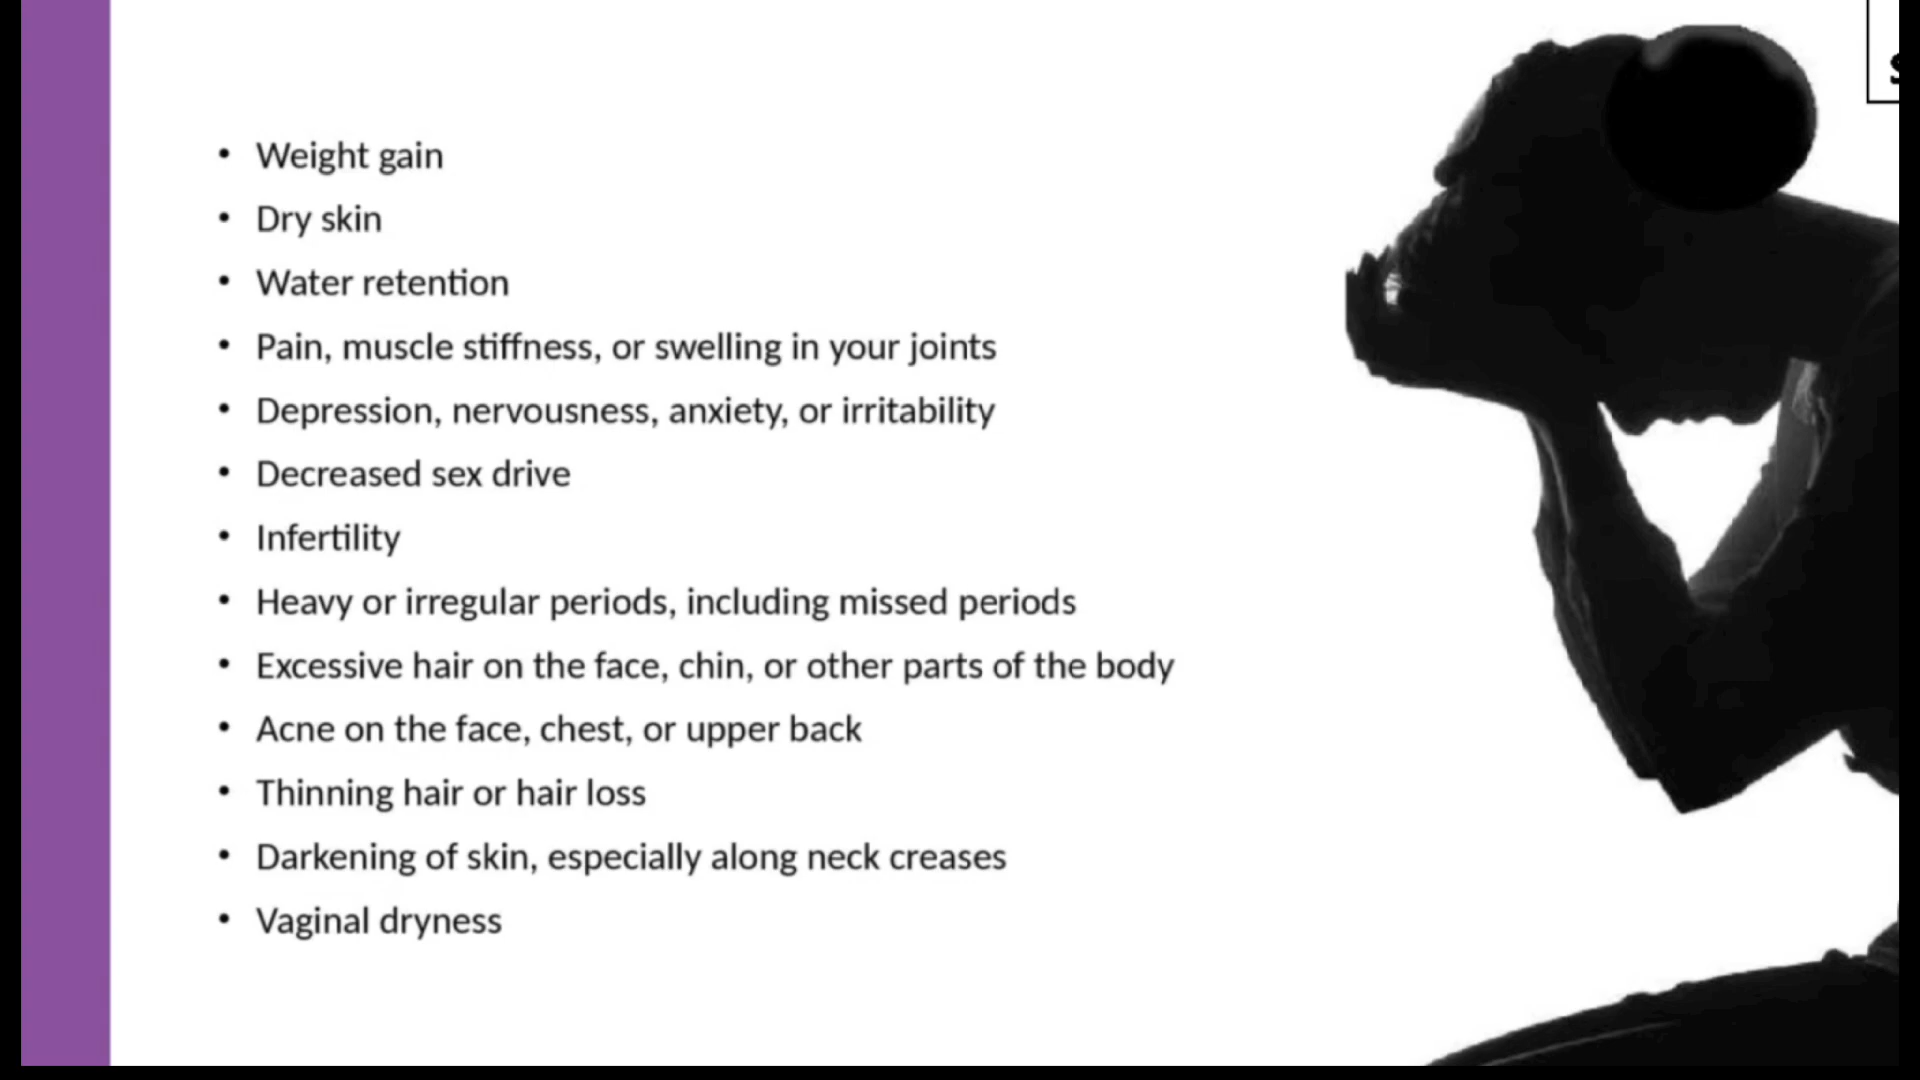 • Weight gain
• Dry skin
• Water retention
• Pain, muscle stiffness, or swelling in your joints
• Depression, nervousness, anxiety, or irritability
• Decreased sex drive
• Infertility
• Heavy or irregular periods, including missed periods
• Excessive hair on the face, chin, or other parts of the body
• Acne on the face, chest, or upper back
• Thinning hair or hair loss
• Darkening of skin, especially along neck creases
• Vaginal dryness